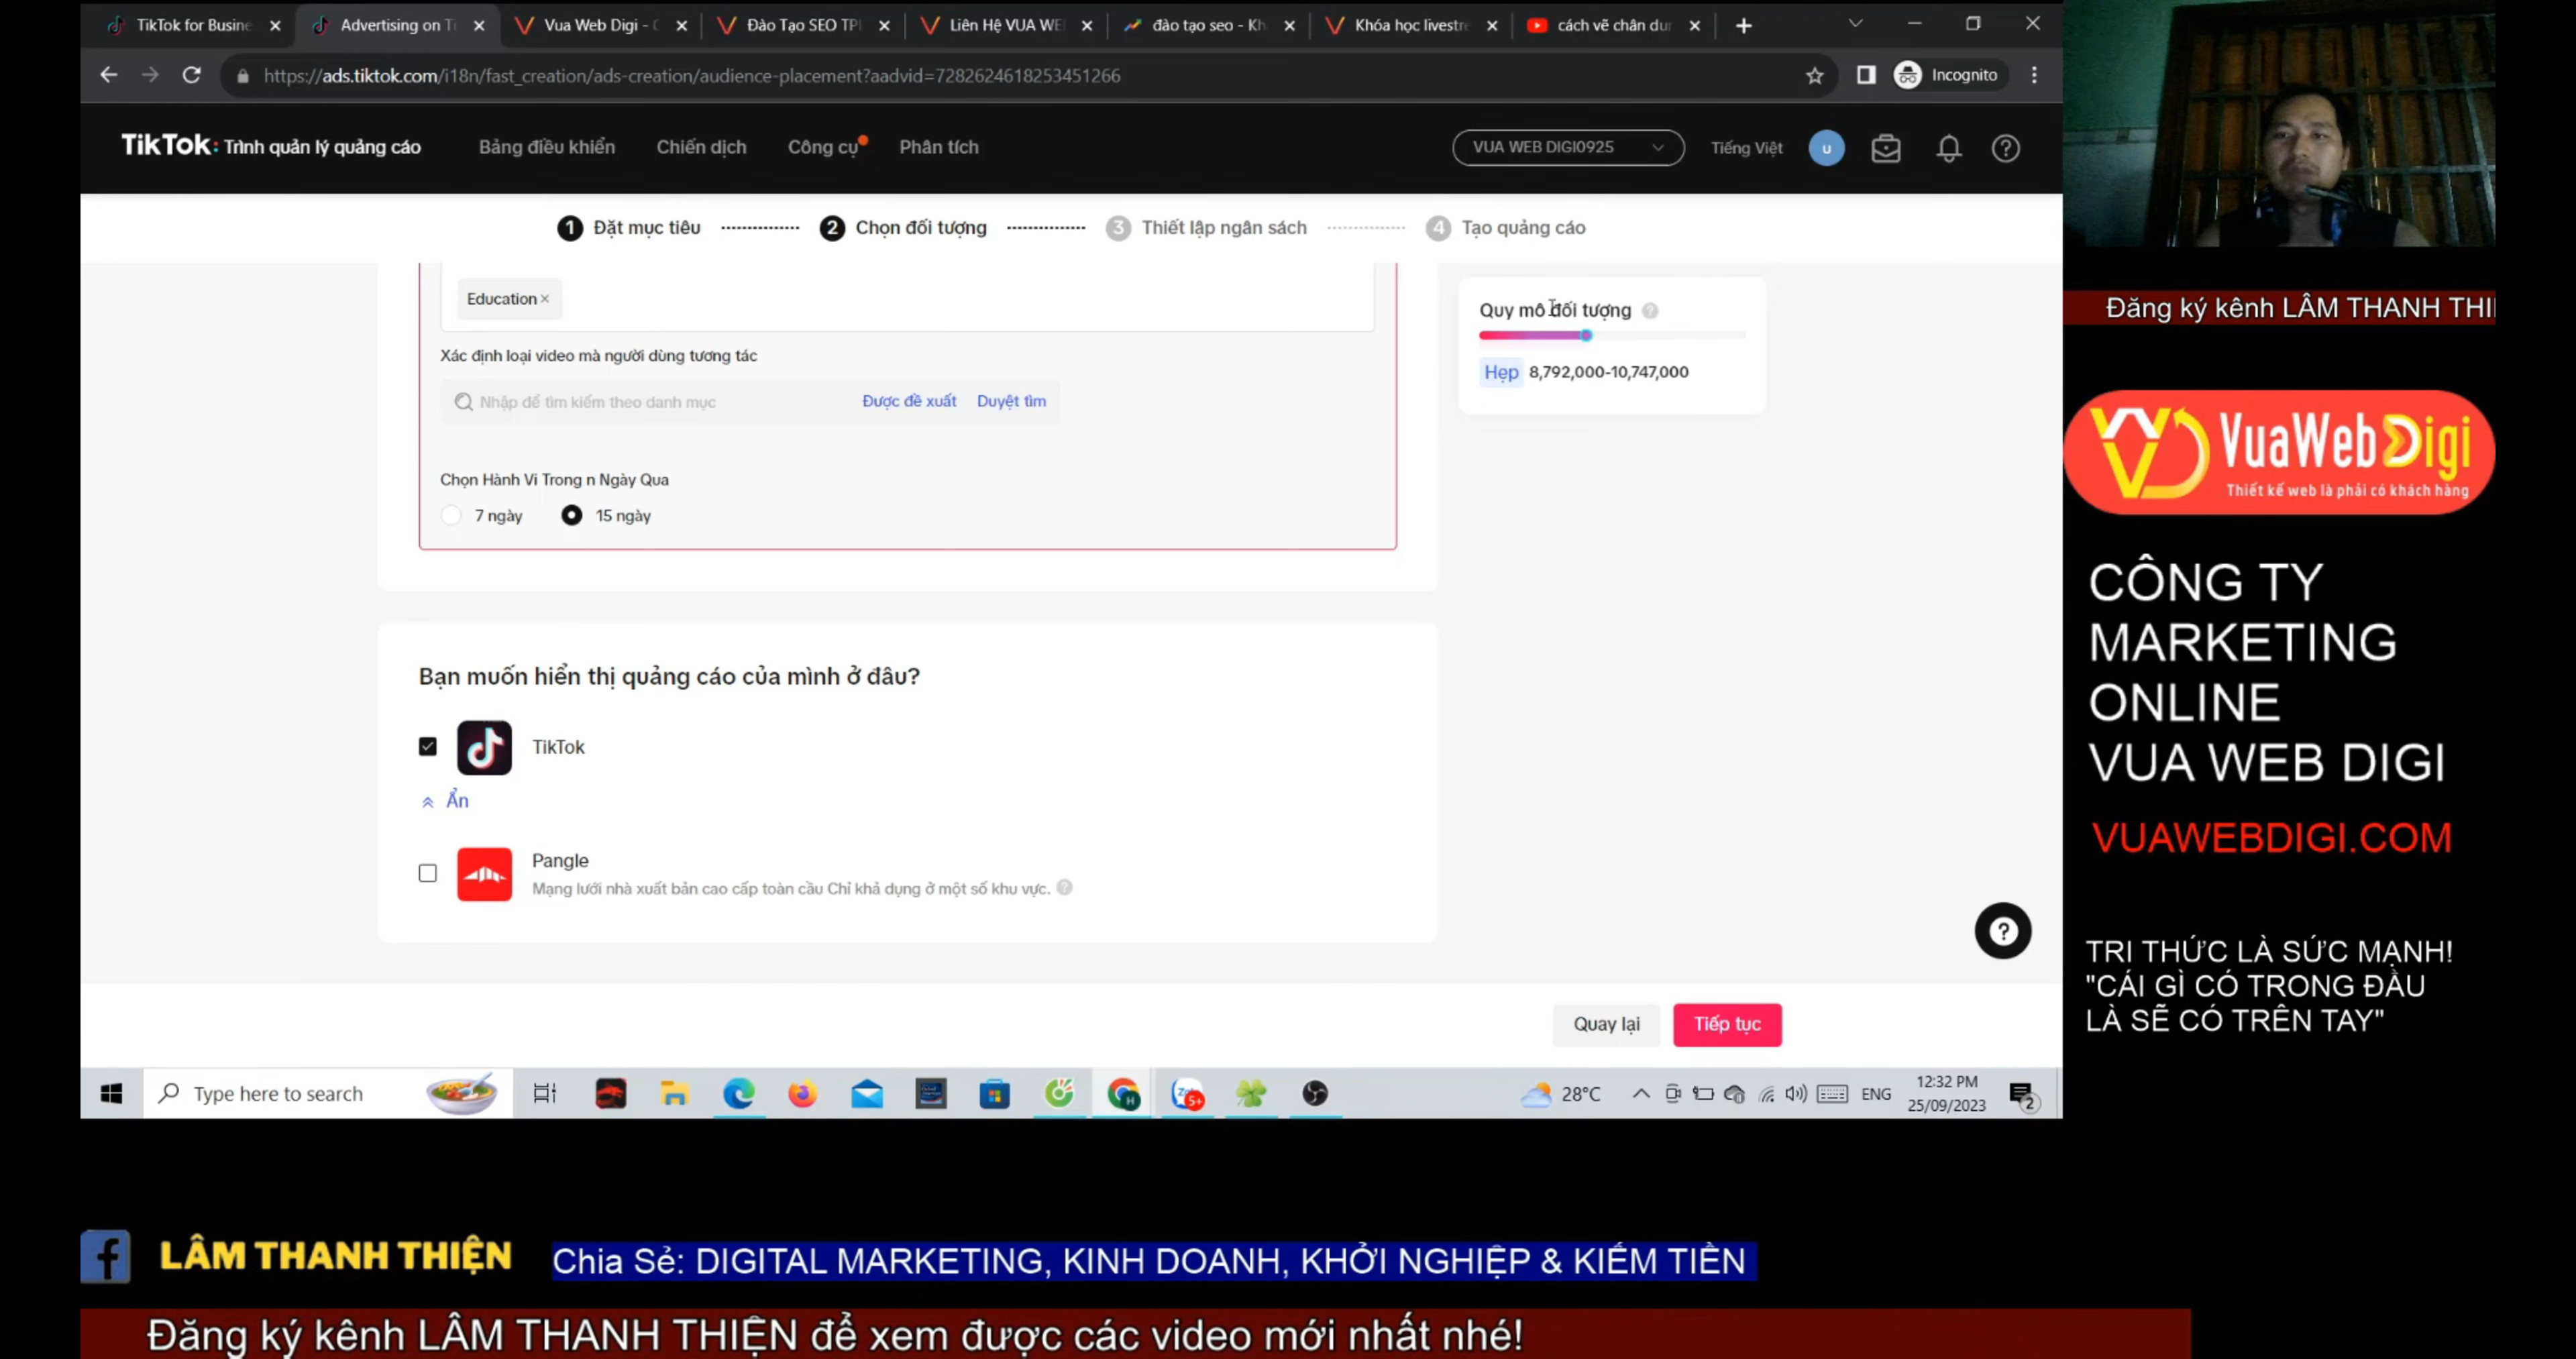 TikTok for Busine
Advertising on Ti
Vua Web Digi - C
Đào Tạo SEO TPH
Liên Hệ VUA WEB
đào tạo seo - Kh
Khóa học livestre
cách vẽ chân dun
https://ads.tiktok.com/i18n/fast_creation/ads-creation/audience-placement?aadvid=7282624618253451266
Incognito
TikTok: Trình quản lý quảng cáo
Bảng điều khiển
Chiến dịch
Công cụ
Phân tích
VUA WEB DIGI0925
Tiếng Việt
U
1 Đặt mục tiêu
2 Chọn đối tượng
3 Thiết lập ngân sách
4 Tạo quảng cáo
Education ×
Xác định loại video mà người dùng tương tác
Nhập để tìm kiếm theo danh mục
Được đề xuất
Duyệt tìm
Chọn Hành Vi Trong n Ngày Qua
7 ngày
15 ngày
Quy mô đối tượng
Hẹp 8,792,000-10,747,000
Bạn muốn hiển thị quảng cáo của mình ở đâu?
TikTok
Ẩn
Pangle
Mạng lưới nhà xuất bản cao cấp toàn cầu Chỉ khả dụng ở một số khu vực.
Quay lại
Tiếp tục
Type here to search
28°C
ENG
12:32 PM
25/09/2023
2
Đăng ký kênh LÂM THANH THI
VuaWebDigi
Thiết kế web là phải có khách hàng
CÔNG TY
MARKETING
ONLINE
VUA WEB DIGI
VUAWEBDIGI.COM
TRI THỨC LÀ SỨC MẠNH!
"CÁI GÌ CÓ TRONG ĐẦU
LÀ SẼ CÓ TRÊN TAY"
LÂM THANH THIỆN
Chia Sẻ: DIGITAL MARKETING, KINH DOANH, KHỞI NGHIỆP & KIẾM TIỀN
Đăng ký kênh LÂM THANH THIỆN để xem được các video mới nhất nhé!